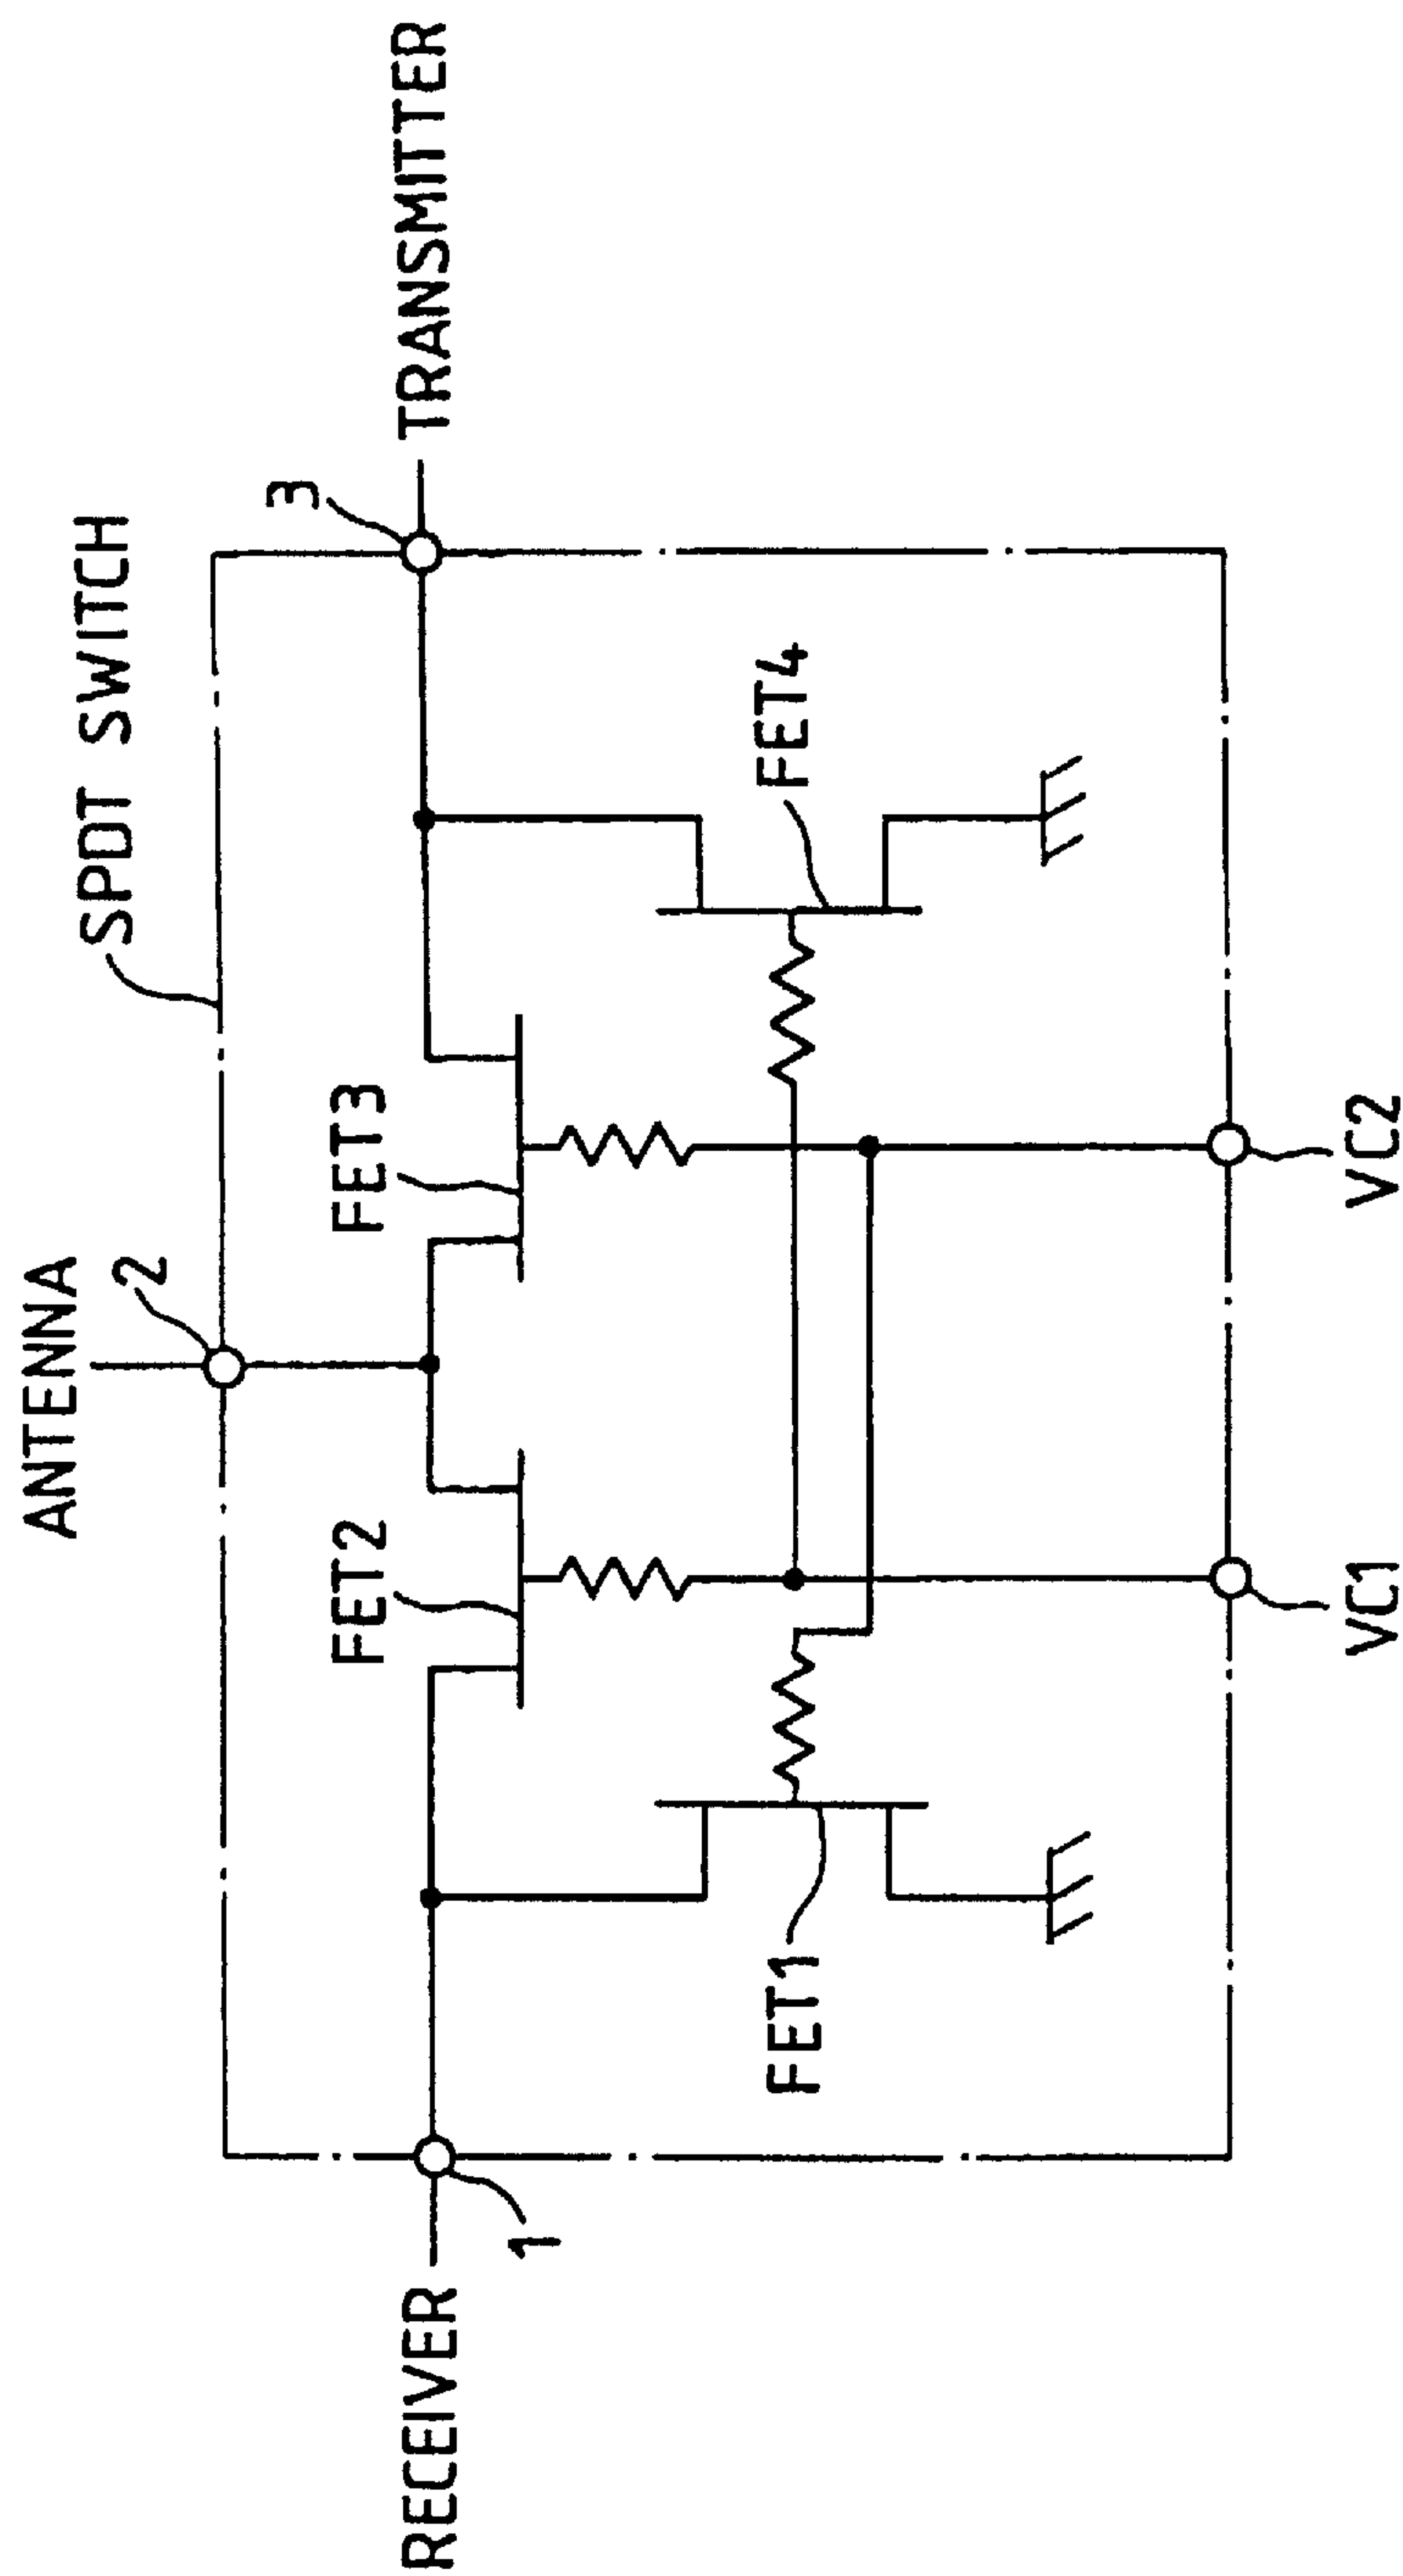 SPDT SWITCH
ANTENNA
2
3
TRANSMITTER
RECEIVER
1
FET2
FET3
FET1
FET4
VC1
VC2